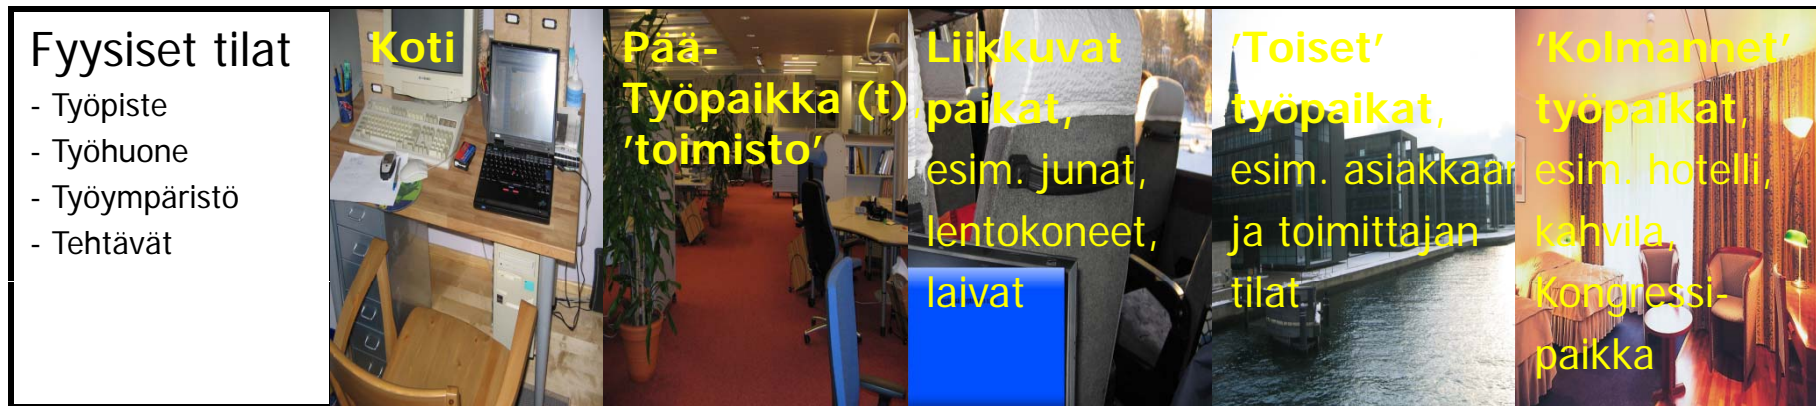 Fyysiset tilat
- Työpiste
- Työhuone
- Työympäristö
- Tehtävät
Koti
Pää-
Työpaikka (t),
'toimisto'
Liikkuvat
paikat,
esim. junat,
lentokoneet,
laivat
'Toiset'
työpaikat,
esim. asiakkaan
ja toimittajan
tilat
'Kolmannet'
työpaikat,
esim. hotelli,
kahvila,
Kongressi-
paikka